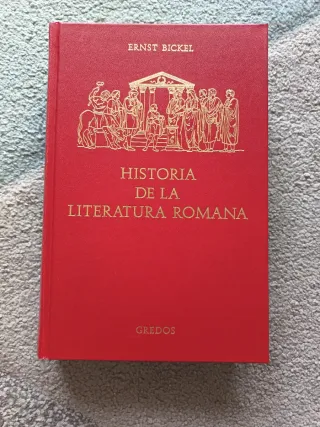 ERNST BICKEL
HISTORIA
DE LA
LITERATURA ROMANA
GREDOS